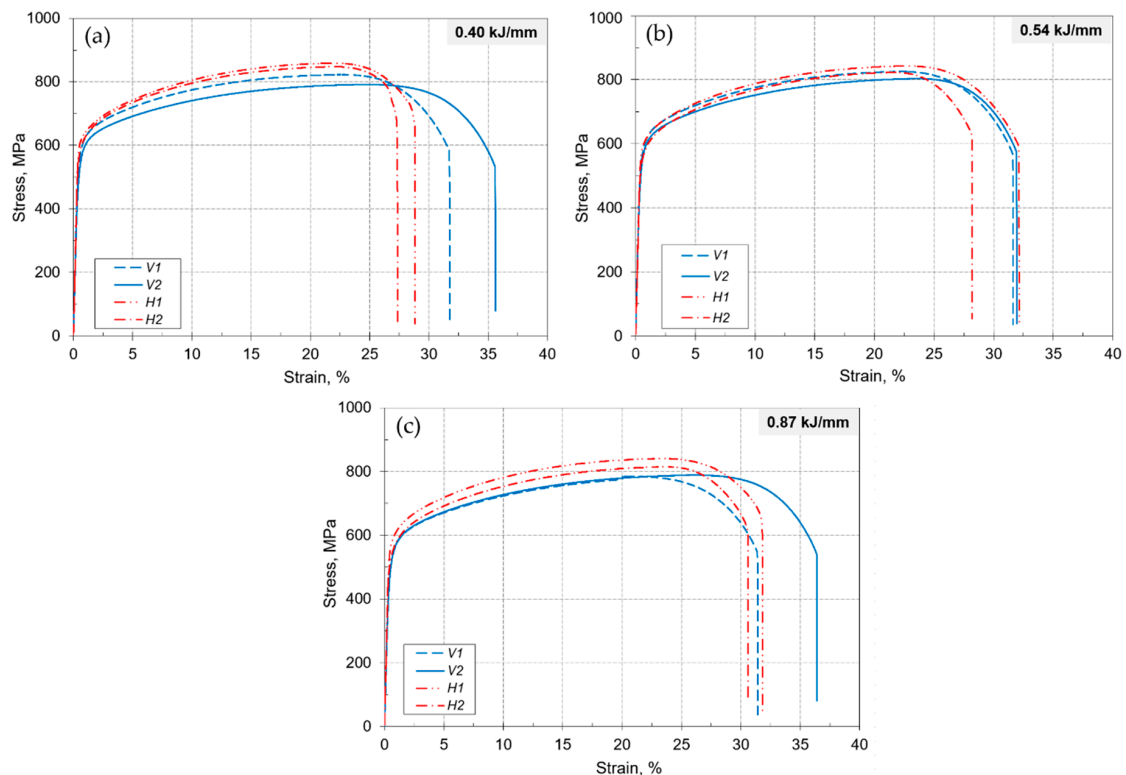 (a)
0.40 kJ/mm
1000
800
600
400
200
0
Stress, MPa
V1
V2
H1
H2
0 5 10 15 20 25 30 35 40
Strain, %
(b)
0.54 kJ/mm
1000
800
600
400
200
0
Stress, MPa
V1
V2
H1
H2
0 5 10 15 20 25 30 35 40
Strain, %
(c)
0.87 kJ/mm
1000
800
600
400
200
0
Stress, MPa
V1
V2
H1
H2
0 5 10 15 20 25 30 35 40
Strain, %